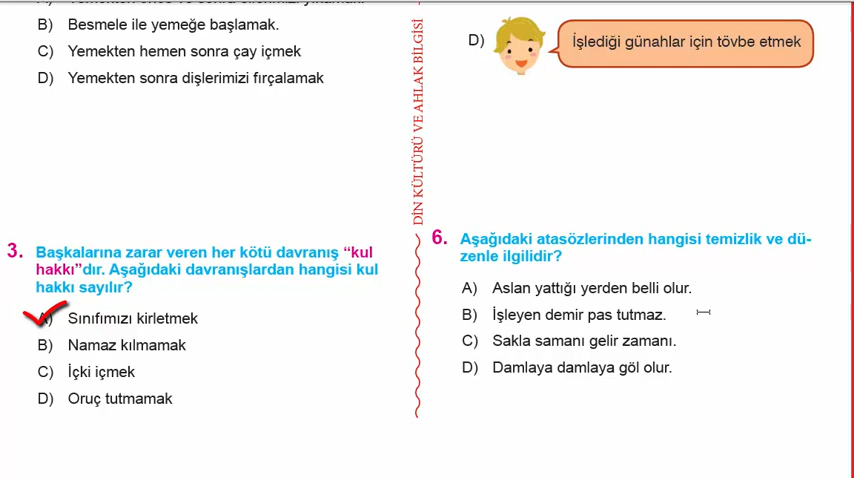 B) Besmele ile yemeğe başlamak.
C) Yemekten hemen sonra çay içmek
D) Yemekten sonra dişlerimizi fırçalamak
3. Başkalarına zarar veren her kötü davranış “kul
hakkı”dır. Aşağıdaki davranışlardan hangisi kul
hakkı sayılır?
A) Sınıfımızı kirletmek
B) Namaz kılmamak
C) İçki içmek
D) Oruç tutmamak
DİN KÜLTÜRÜ VE AHLAK BİLGİSİ
D) İşlediği günahlar için tövbe etmek
6. Aşağıdaki atasözlerinden hangisi temizlik ve dü-
zenle ilgilidir?
A) Aslan yattığı yerden belli olur.
B) İşleyen demir pas tutmaz.
C) Sakla samanı gelir zamanı.
D) Damlaya damlaya göl olur.